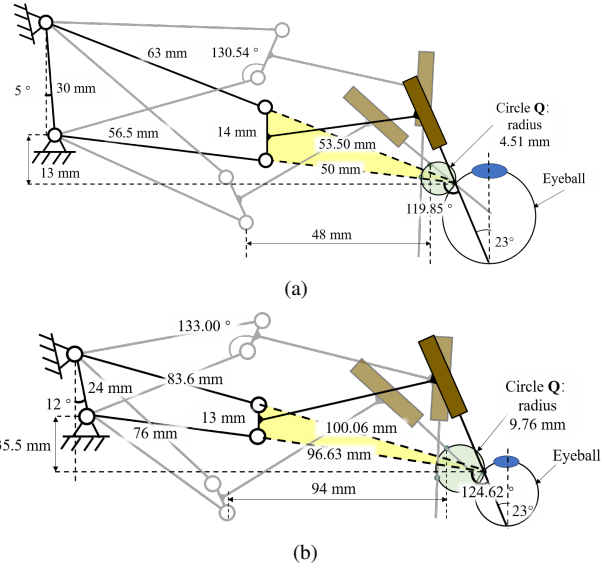 63 mm
130.54 °
5 °
30 mm
56.5 mm
14 mm
53.50 mm
50 mm
13 mm
Circle Q:
radius
4.51 mm
Eyeball
119.85 °
48 mm
23°
(a)
133.00 °
83.6 mm
24 mm
12 °
13 mm
76 mm
100.06 mm
96.63 mm
35.5 mm
94 mm
Circle Q:
radius
9.76 mm
Eyeball
124.62 °
23°
(b)